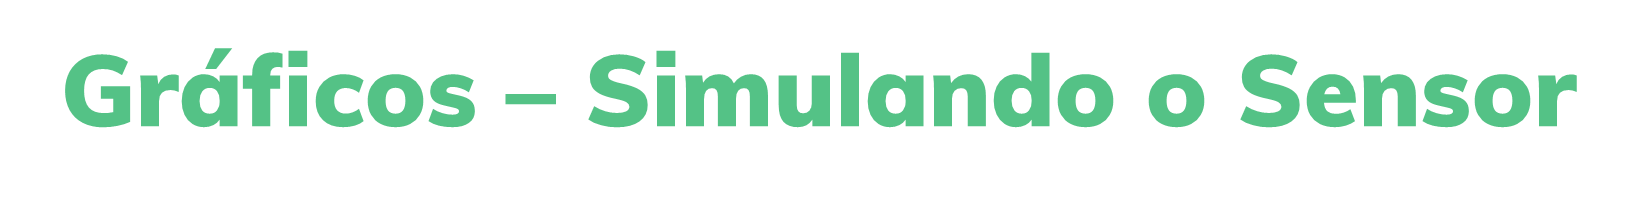 Gráficos – Simulando o Sensor